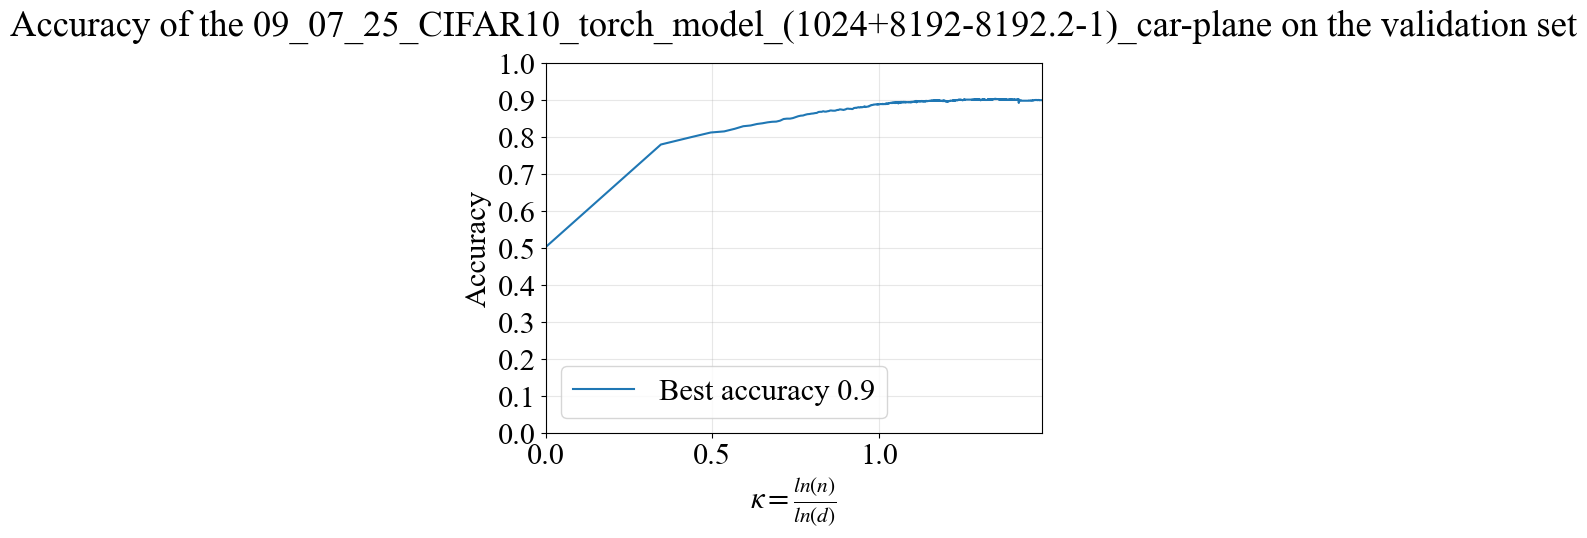 Accuracy of the 09_07_25_CIFAR10_torch_model_(1024+8192-8192.2-1)_car-plane on the validation set
1.0
0.9
0.8
0.7
0.6
0.5
0.4
0.3
0.2
0.1
0.0
Accuracy
Best accuracy 0.9
0.0 0.5 1.0
κ = ln(n) / ln(d)